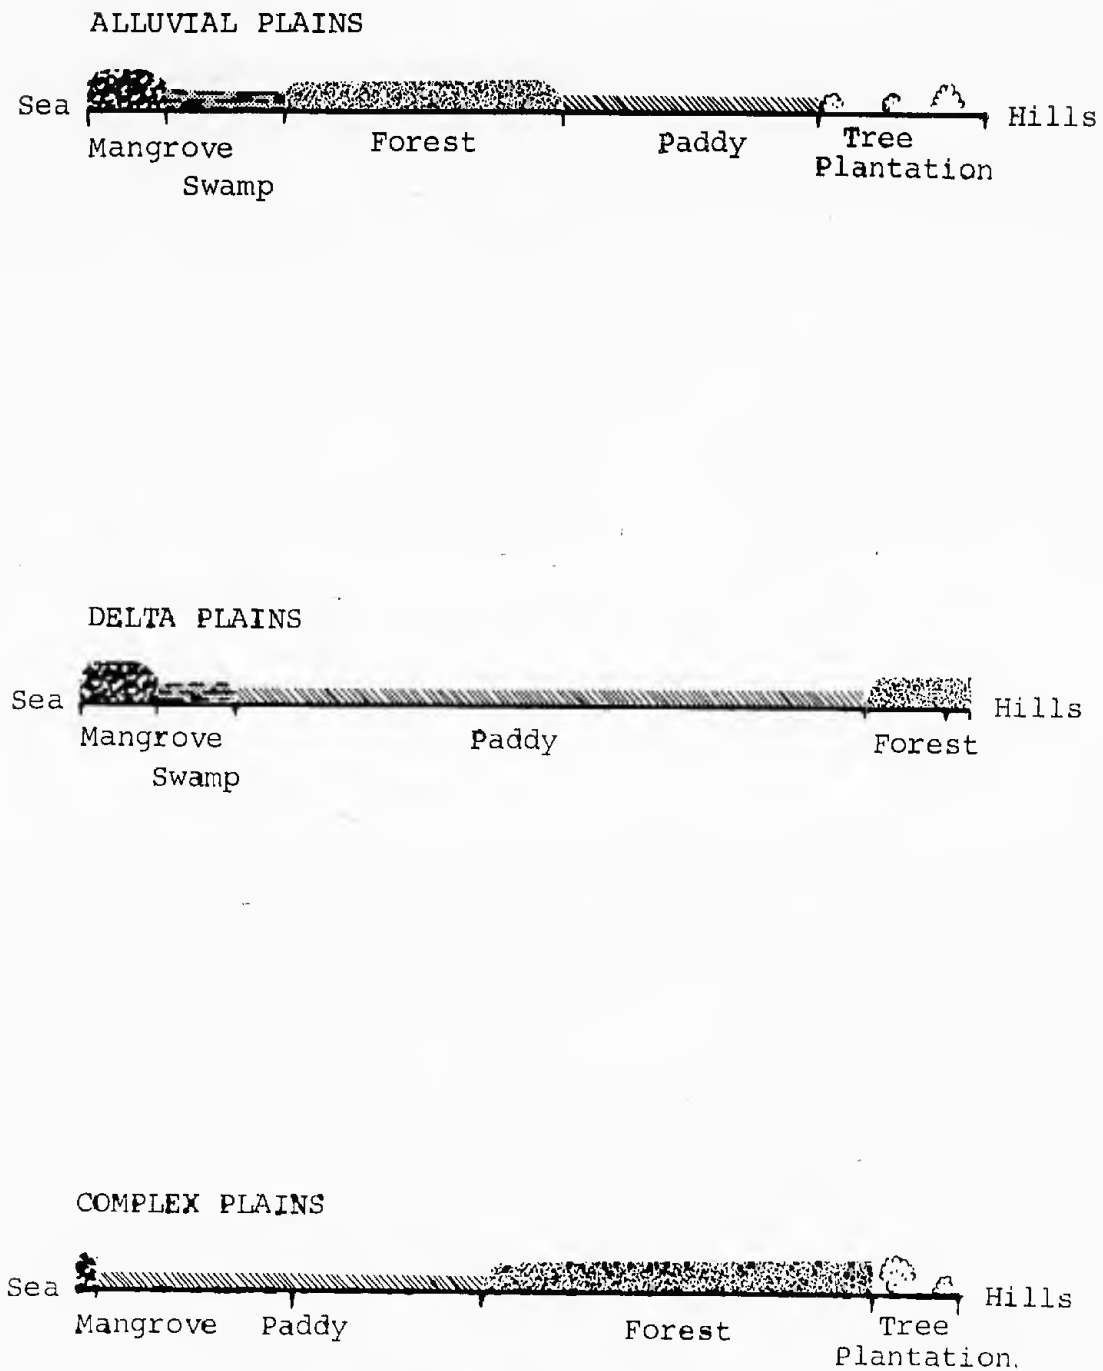 ALLUVIAL PLAINS
Sea
Hills
Mangrove
Forest
Paddy
Tree
Plantation
Swamp
DELTA PLAINS
Sea
Hills
Mangrove
Paddy
Forest
Swamp
COMPLEX PLAINS
Sea
Hills
Mangrove
Paddy
Forest
Tree
Plantation.